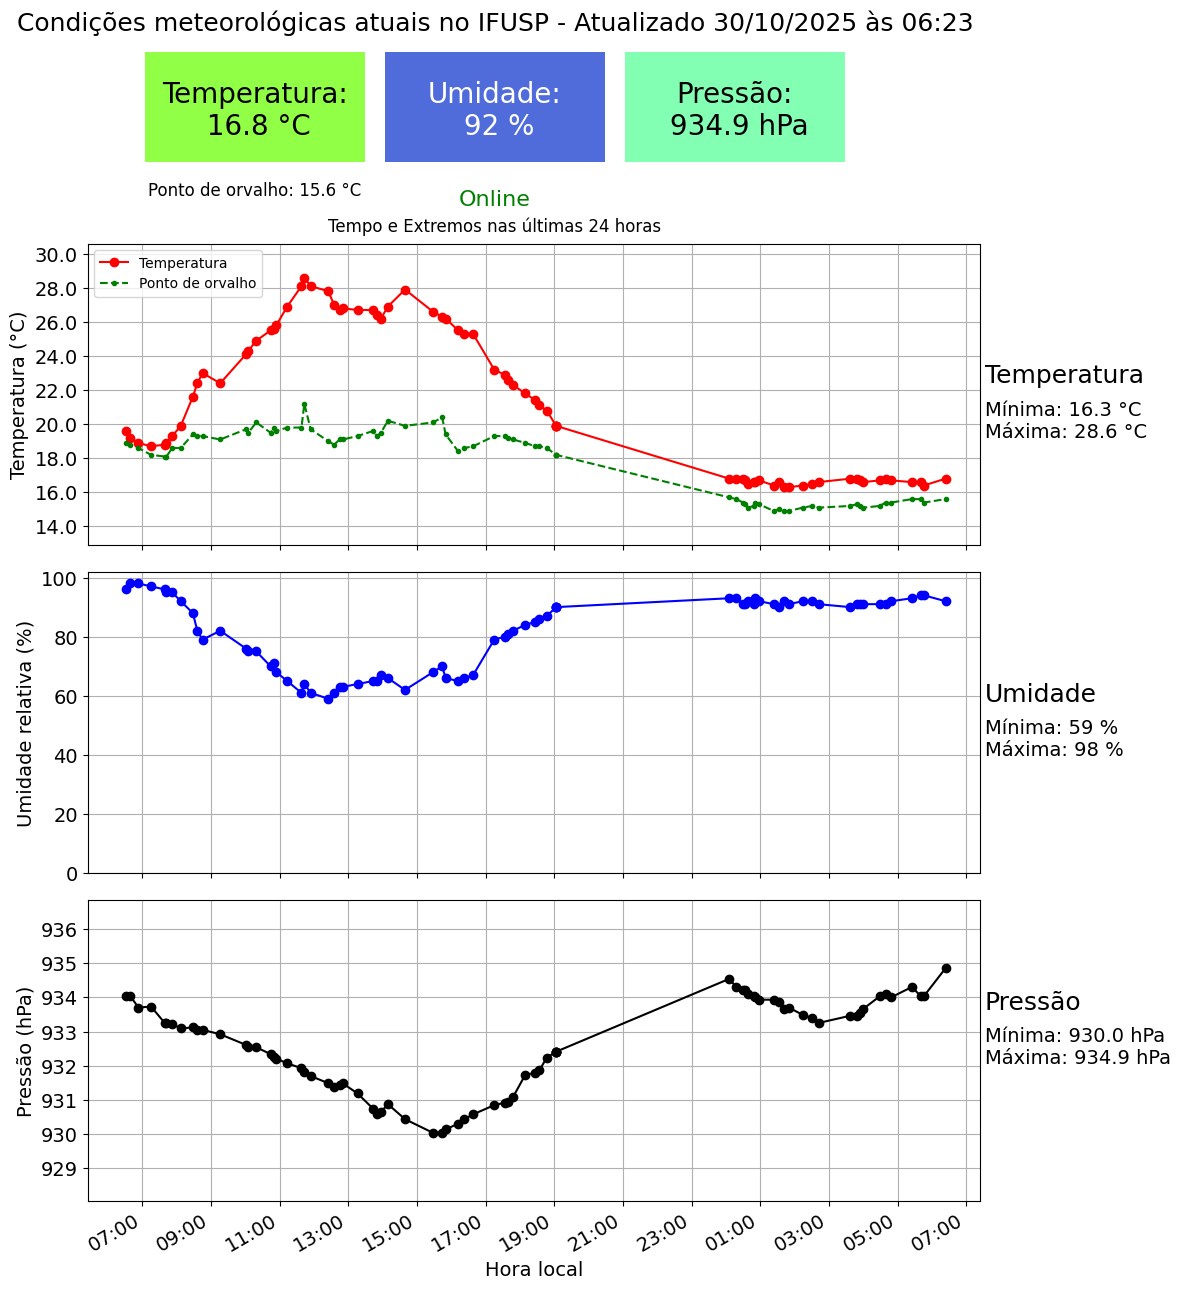 Condições meteorológicas atuais no IFUSP - Atualizado 30/10/2025 às 06:23
Temperatura:
16.8 °C
Umidade:
92 %
Pressão:
934.9 hPa
Ponto de orvalho: 15.6 °C
Online
Tempo e Extremos nas últimas 24 horas
Temperatura
Ponto de orvalho
Temperatura (°C)
30.0
28.0
26.0
24.0
22.0
20.0
18.0
16.0
14.0
Temperatura
Mínima: 16.3 °C
Máxima: 28.6 °C
Umidade relativa (%)
100
80
60
40
20
0
Umidade
Mínima: 59 %
Máxima: 98 %
Pressão (hPa)
936
935
934
933
932
931
930
929
Pressão
Mínima: 930.0 hPa
Máxima: 934.9 hPa
07:00 09:00 11:00 13:00 15:00 17:00 19:00 21:00 23:00 01:00 03:00 05:00 07:00
Hora local